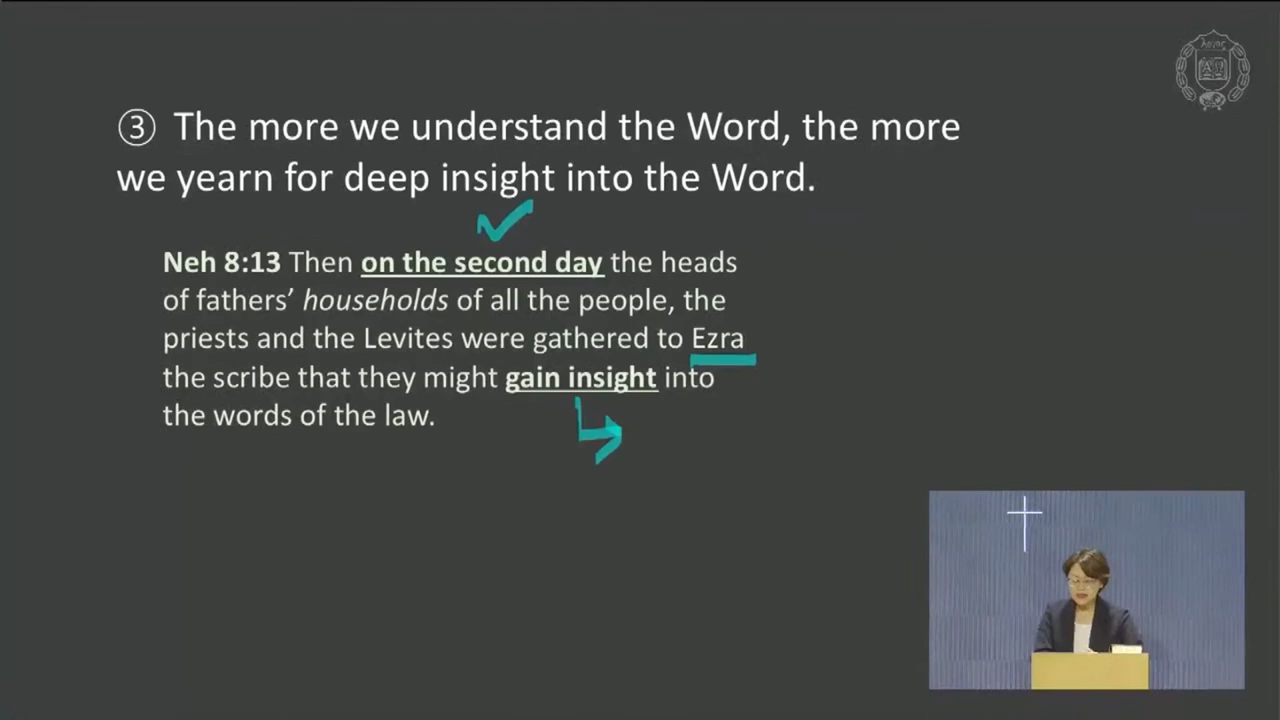 λόγος
③ The more we understand the Word, the more
we yearn for deep insight into the Word.
Neh 8:13 Then on the second day the heads
of fathers’ households of all the people, the
priests and the Levites were gathered to Ezra
the scribe that they might gain insight into
the words of the law.